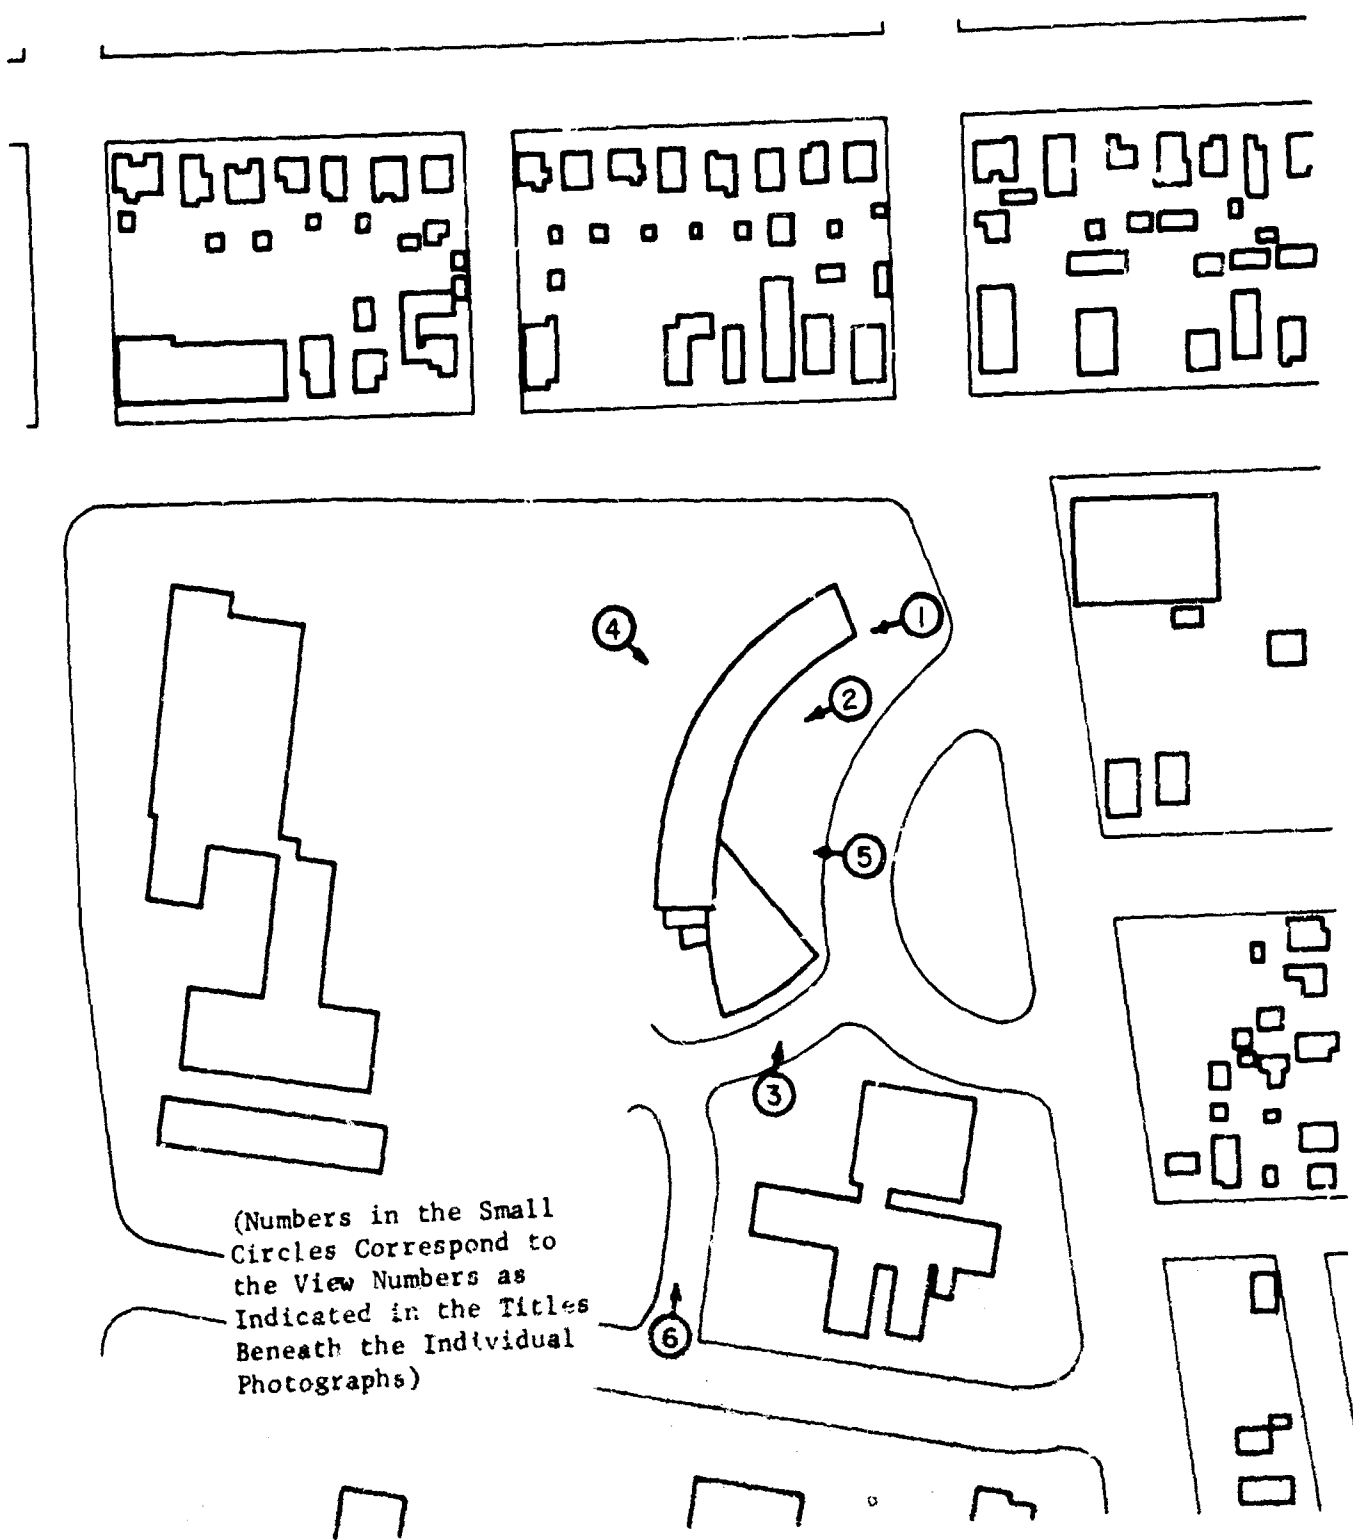 1
4
2
5
3
(Numbers in the Small
Circles Correspond to
the View Numbers as
Indicated in the Titles
Beneath the Individual
Photographs)
6